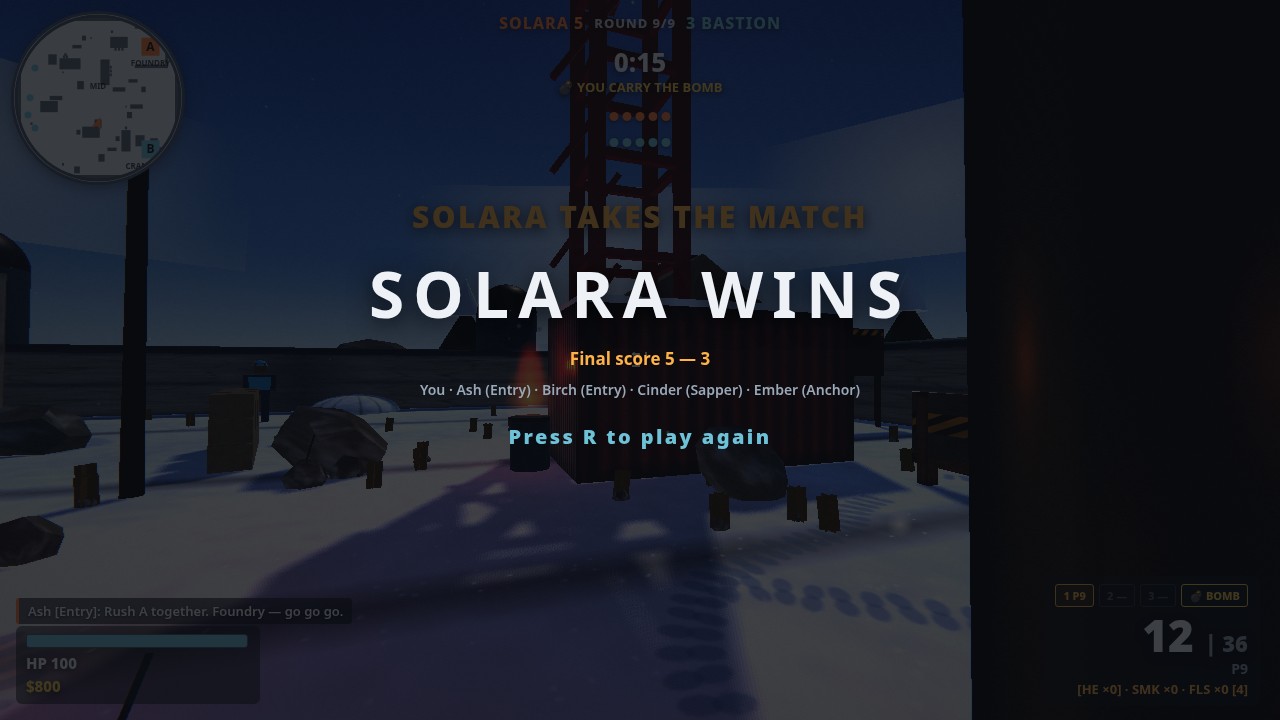 SOLARA 5 ROUND 9/9 3 BASTION
0:15
YOU CARRY THE BOMB
A
FOUNDRY
MID
B
SOLARA TAKES THE MATCH
SOLARA WINS
Final score 5 — 3
You · Ash (Entry) · Birch (Entry) · Cinder (Sapper) · Ember (Anchor)
Press R to play again
Ash [Entry]: Rush A together. Foundry — go go go.
HP 100
$800
1 P9 2 — 3 — BOMB
12 | 36
P9
[HE ×0] · SMK ×0 · FLS ×0 [4]